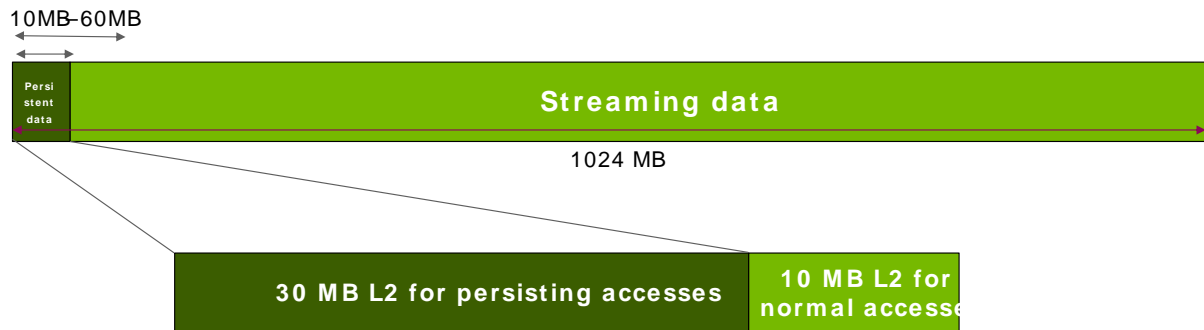 10MB–60MB
Persi
stent
data
Streaming data
1024 MB
30 MB L2 for persisting accesses
10 MB L2 for
normal accesse